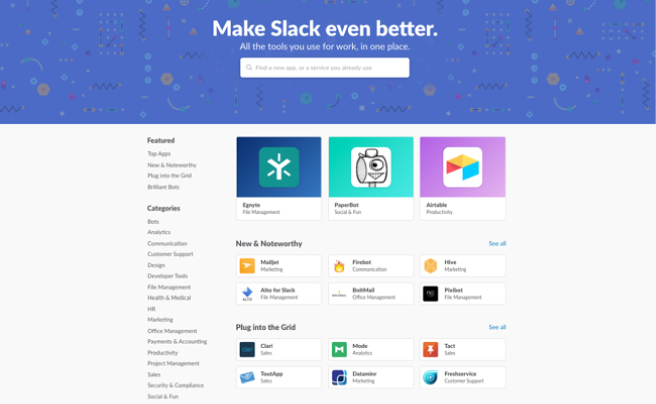 Make Slack even better.
All the tools you use for work, in one place.
Find a new app, or a service you already use
Featured
Top Apps
New & Noteworthy
Plug into the Grid
Brilliant Bots
Categories
Bots
Analytics
Communication
Customer Support
Design
Developer Tools
File Management
Health & Medical
HR
Marketing
Office Management
Payments & Accounting
Productivity
Project Management
Sales
Security & Compliance
Social & Fun
Egnyte
File Management
PaperBot
Social & Fun
Airtable
Productivity
New & Noteworthy
See all
Mailjet
Marketing
Firebot
Communication
Hive
Marketing
Alto for Slack
File Management
BoltMail
Office Management
Pixibot
File Management
Plug into the Grid
See all
Clari
Sales
Mode
Analytics
Tact
Sales
ToutApp
Sales
Dataminr
Marketing
Freshservice
Customer Support